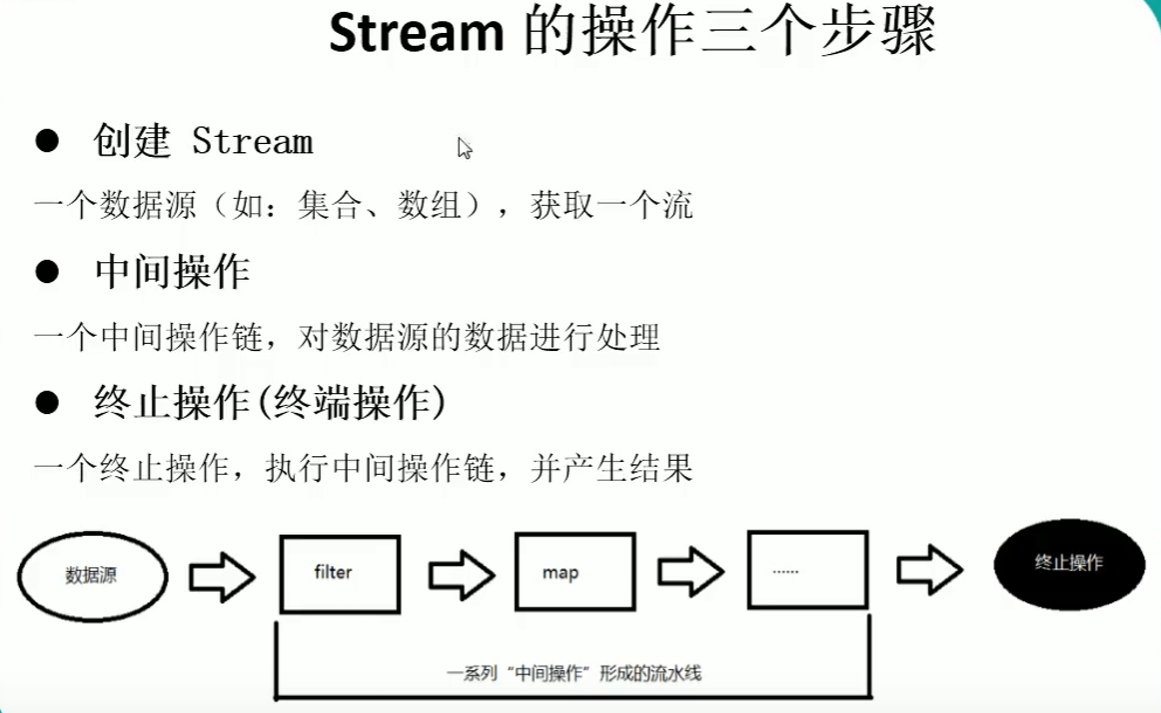 Stream 的操作三个步骤
● 创建 Stream
一个数据源（如：集合、数组），获取一个流
● 中间操作
一个中间操作链，对数据源的数据进行处理
● 终止操作(终端操作)
一个终止操作，执行中间操作链，并产生结果
数据源
filter
map
......
终止操作
一系列“中间操作”形成的流水线